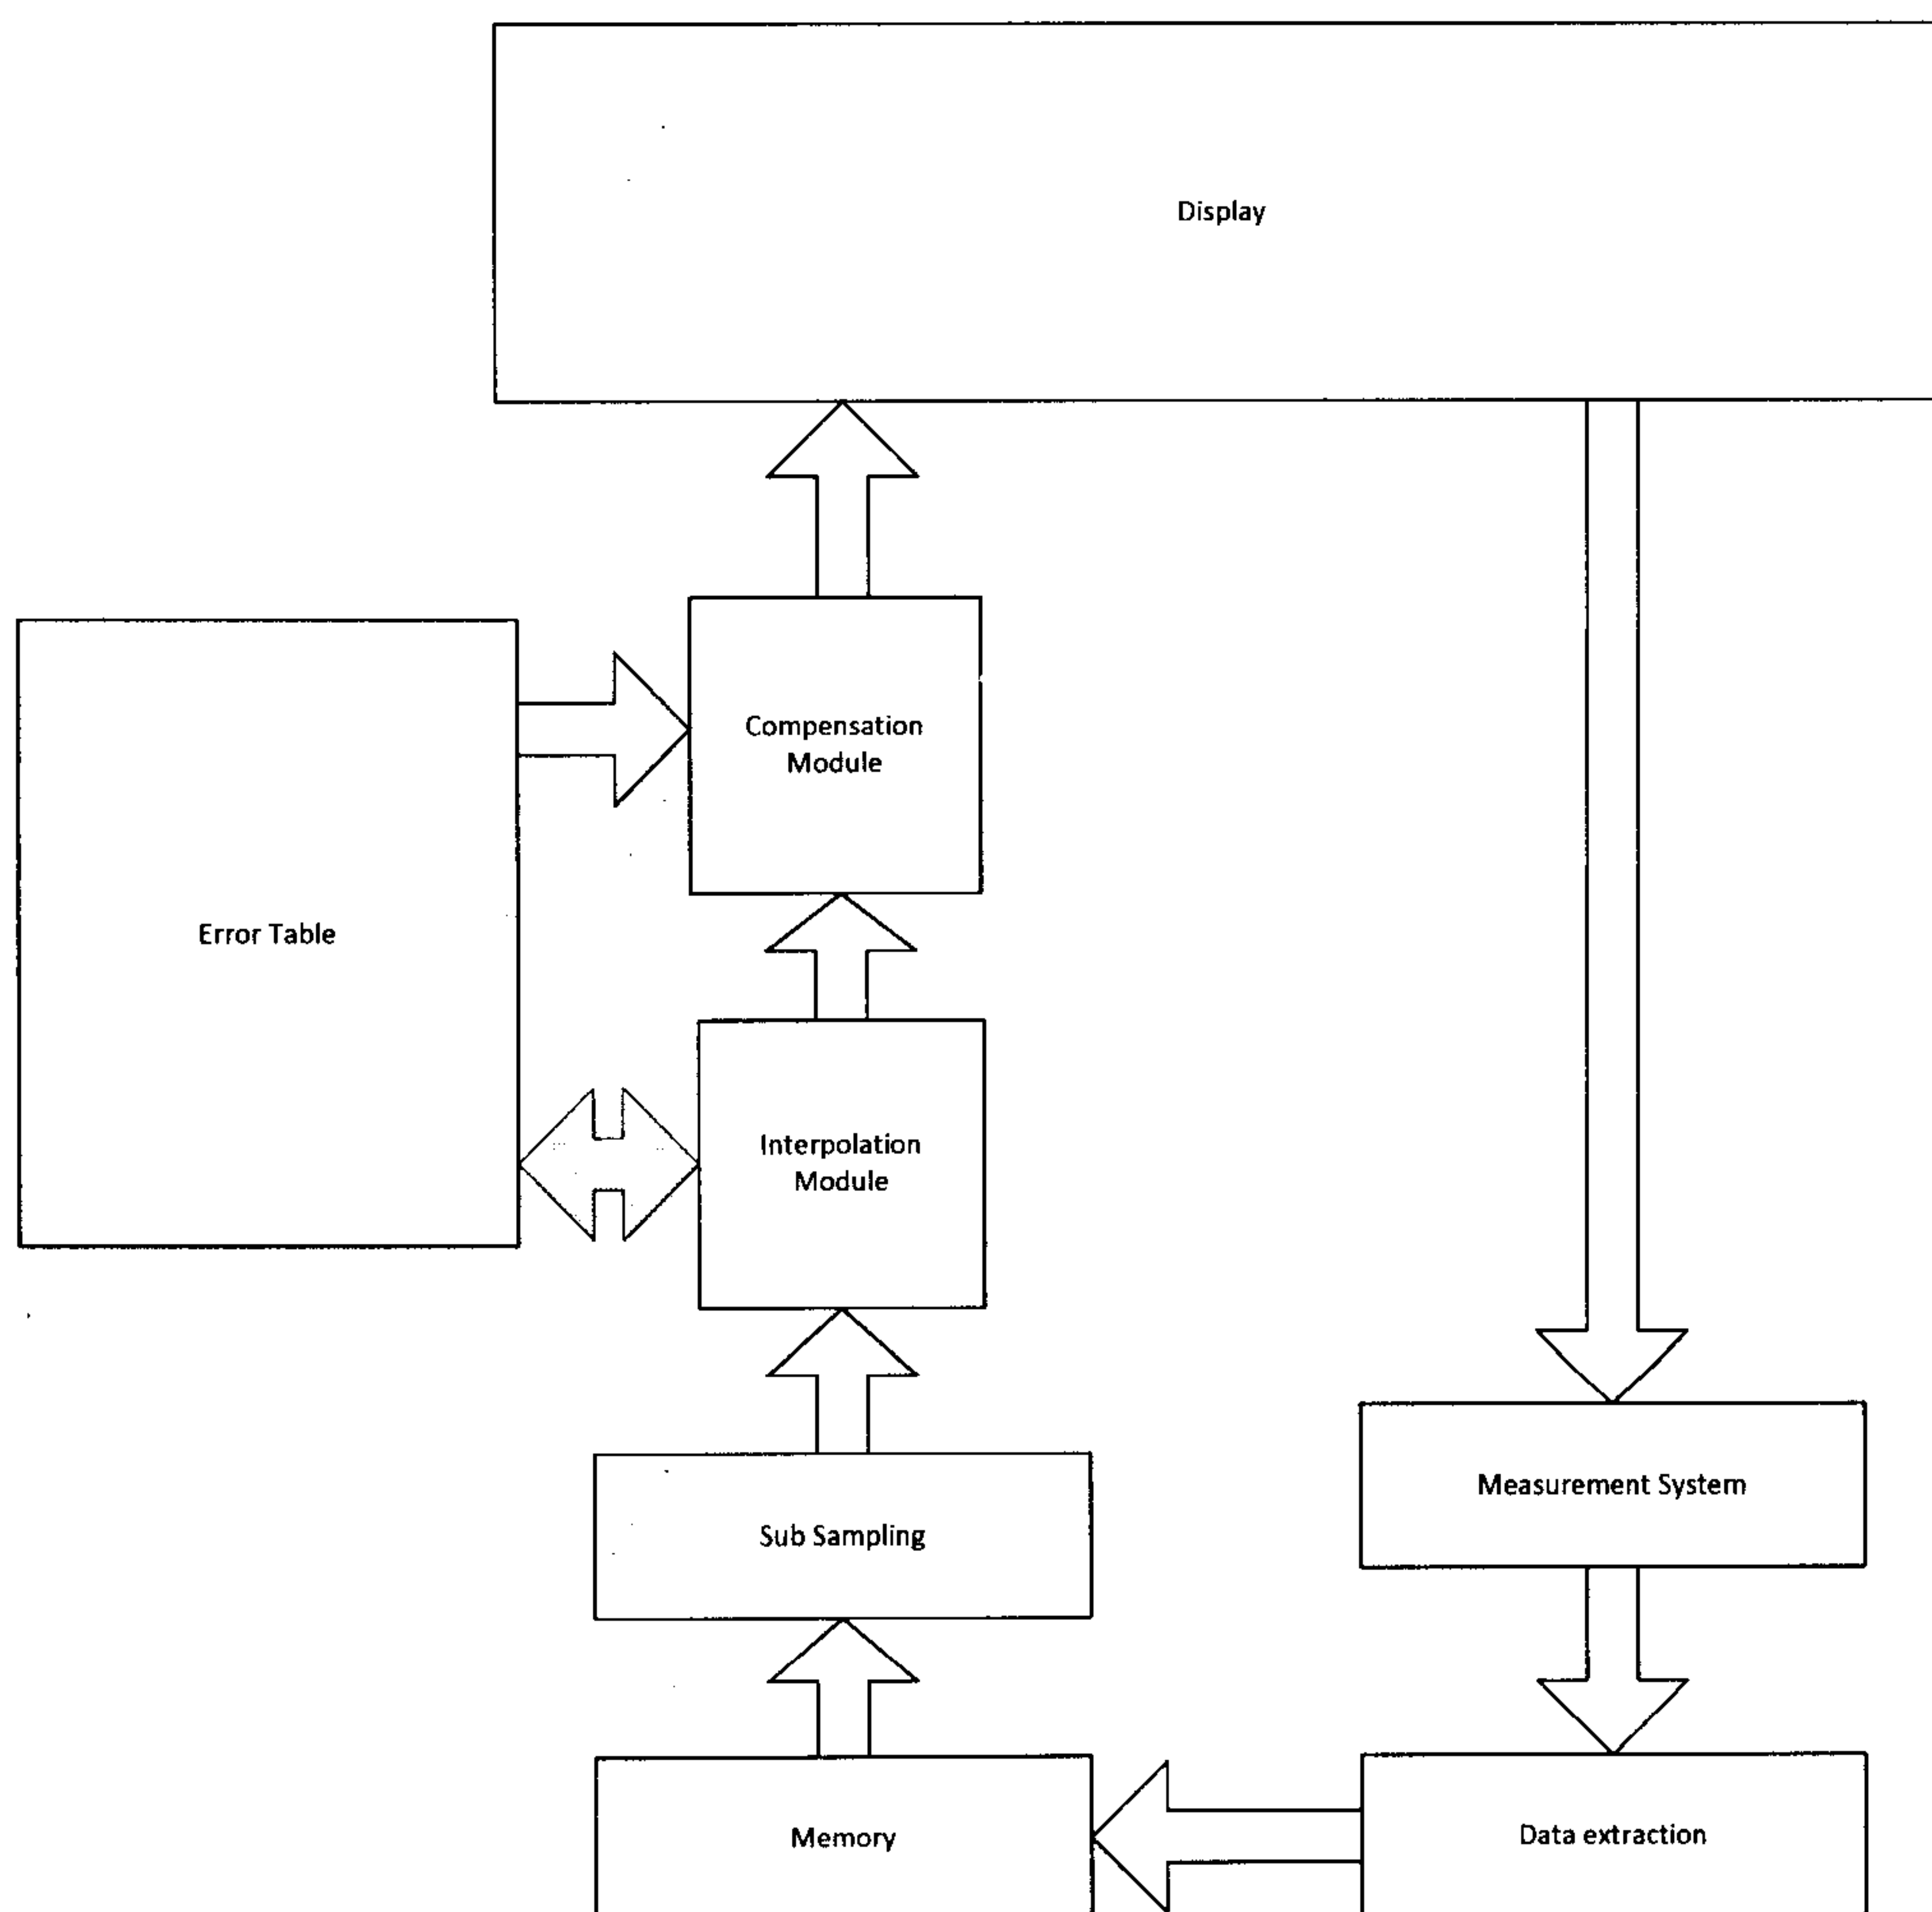 Display
Compensation
Module
Error Table
Interpolation
Module
Measurement System
Sub Sampling
Memory
Data extraction